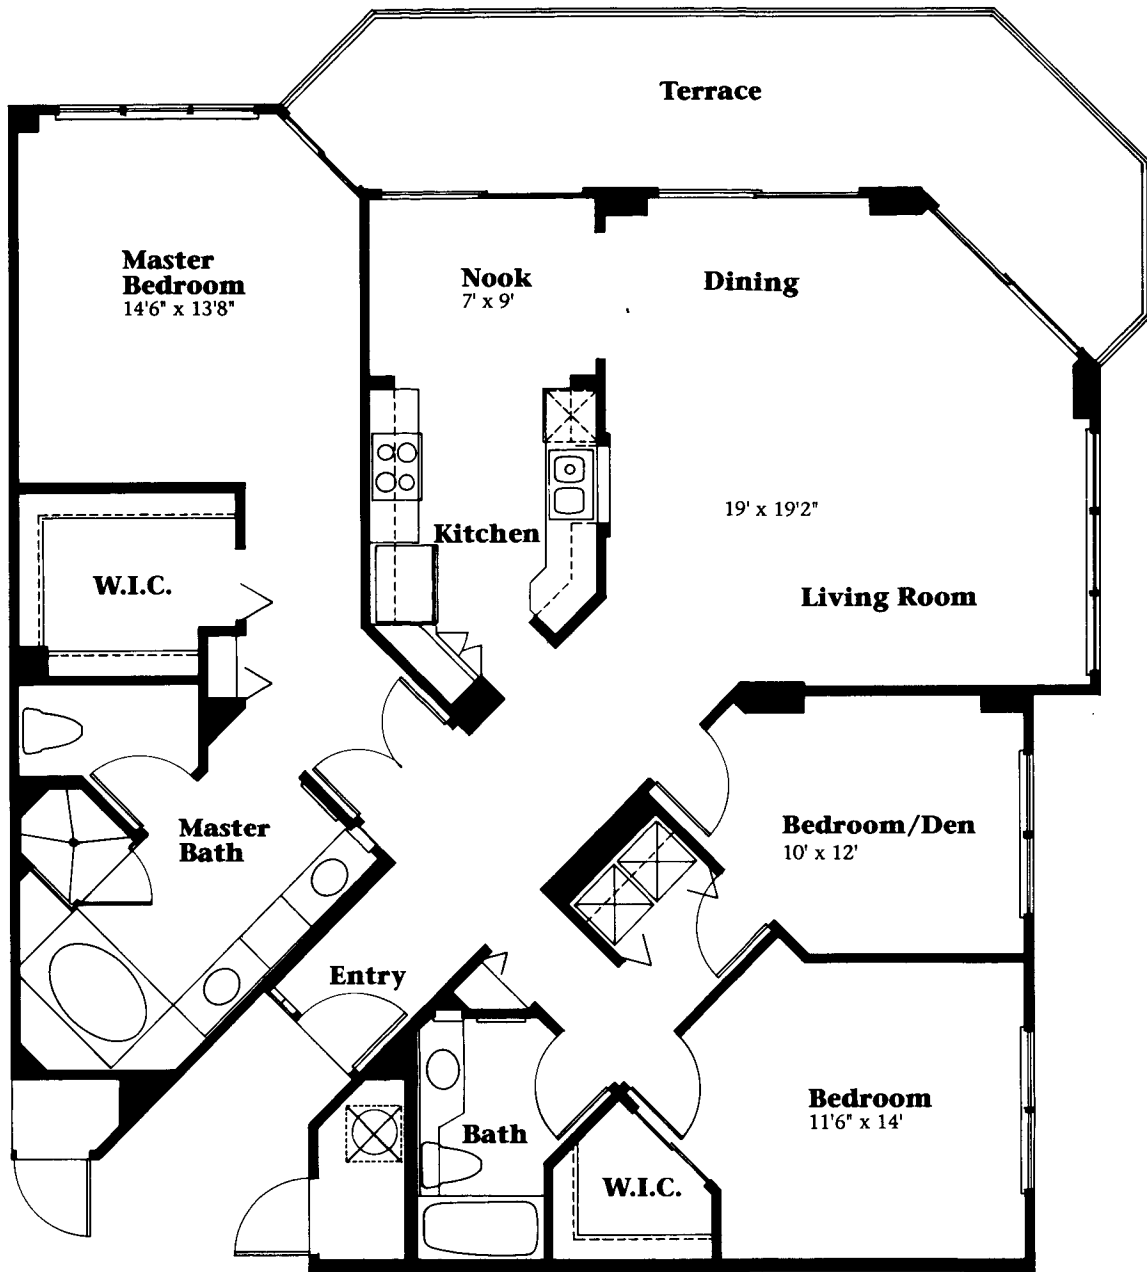 Terrace
Master
Bedroom
14'6" x 13'8"
Nook
7' x 9'
Dining
19' x 19'2"
Kitchen
W.I.C.
Living Room
Master
Bath
Bedroom/Den
10' x 12'
Entry
Bedroom
11'6" x 14'
Bath
W.I.C.